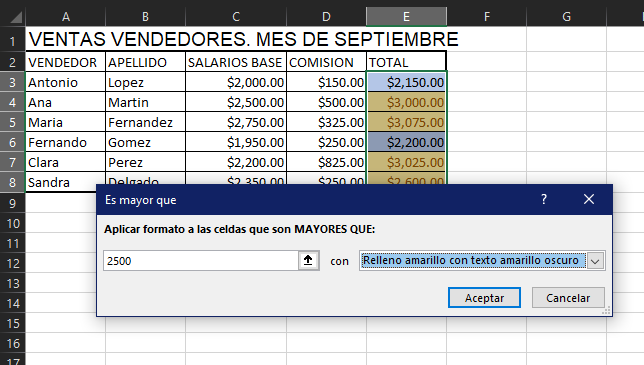 A B C D E F G H
1 VENTAS VENDEDORES. MES DE SEPTIEMBRE
2 VENDEDOR APELLIDO SALARIOS BASE COMISION TOTAL
3 Antonio Lopez $2,000.00 $150.00 $2,150.00
4 Ana Martin $2,500.00 $500.00 $3,000.00
5 Maria Fernandez $2,750.00 $325.00 $3,075.00
6 Fernando Gomez $1,950.00 $250.00 $2,200.00
7 Clara Perez $2,200.00 $825.00 $3,025.00
8 Sandra Delgado $2,350.00 $250.00 $2,600.00
9
Es mayor que ? ×
10
Aplicar formato a las celdas que son MAYORES QUE:
11
12
2500 con Relleno amarillo con texto amarillo oscuro
13
14
Aceptar Cancelar
15
16
17